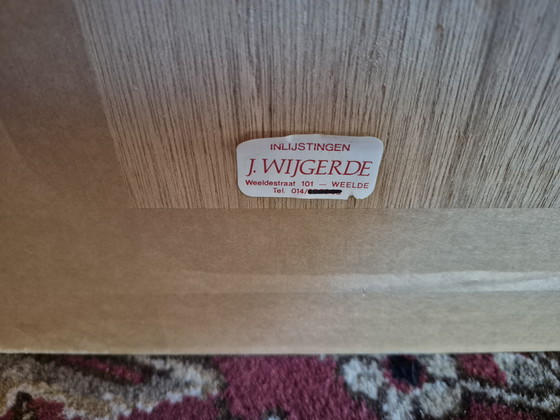 INLIJSTINGEN
J. WIJGERDE
Weeldestraat 101 — WEELDE
Tel. 014/